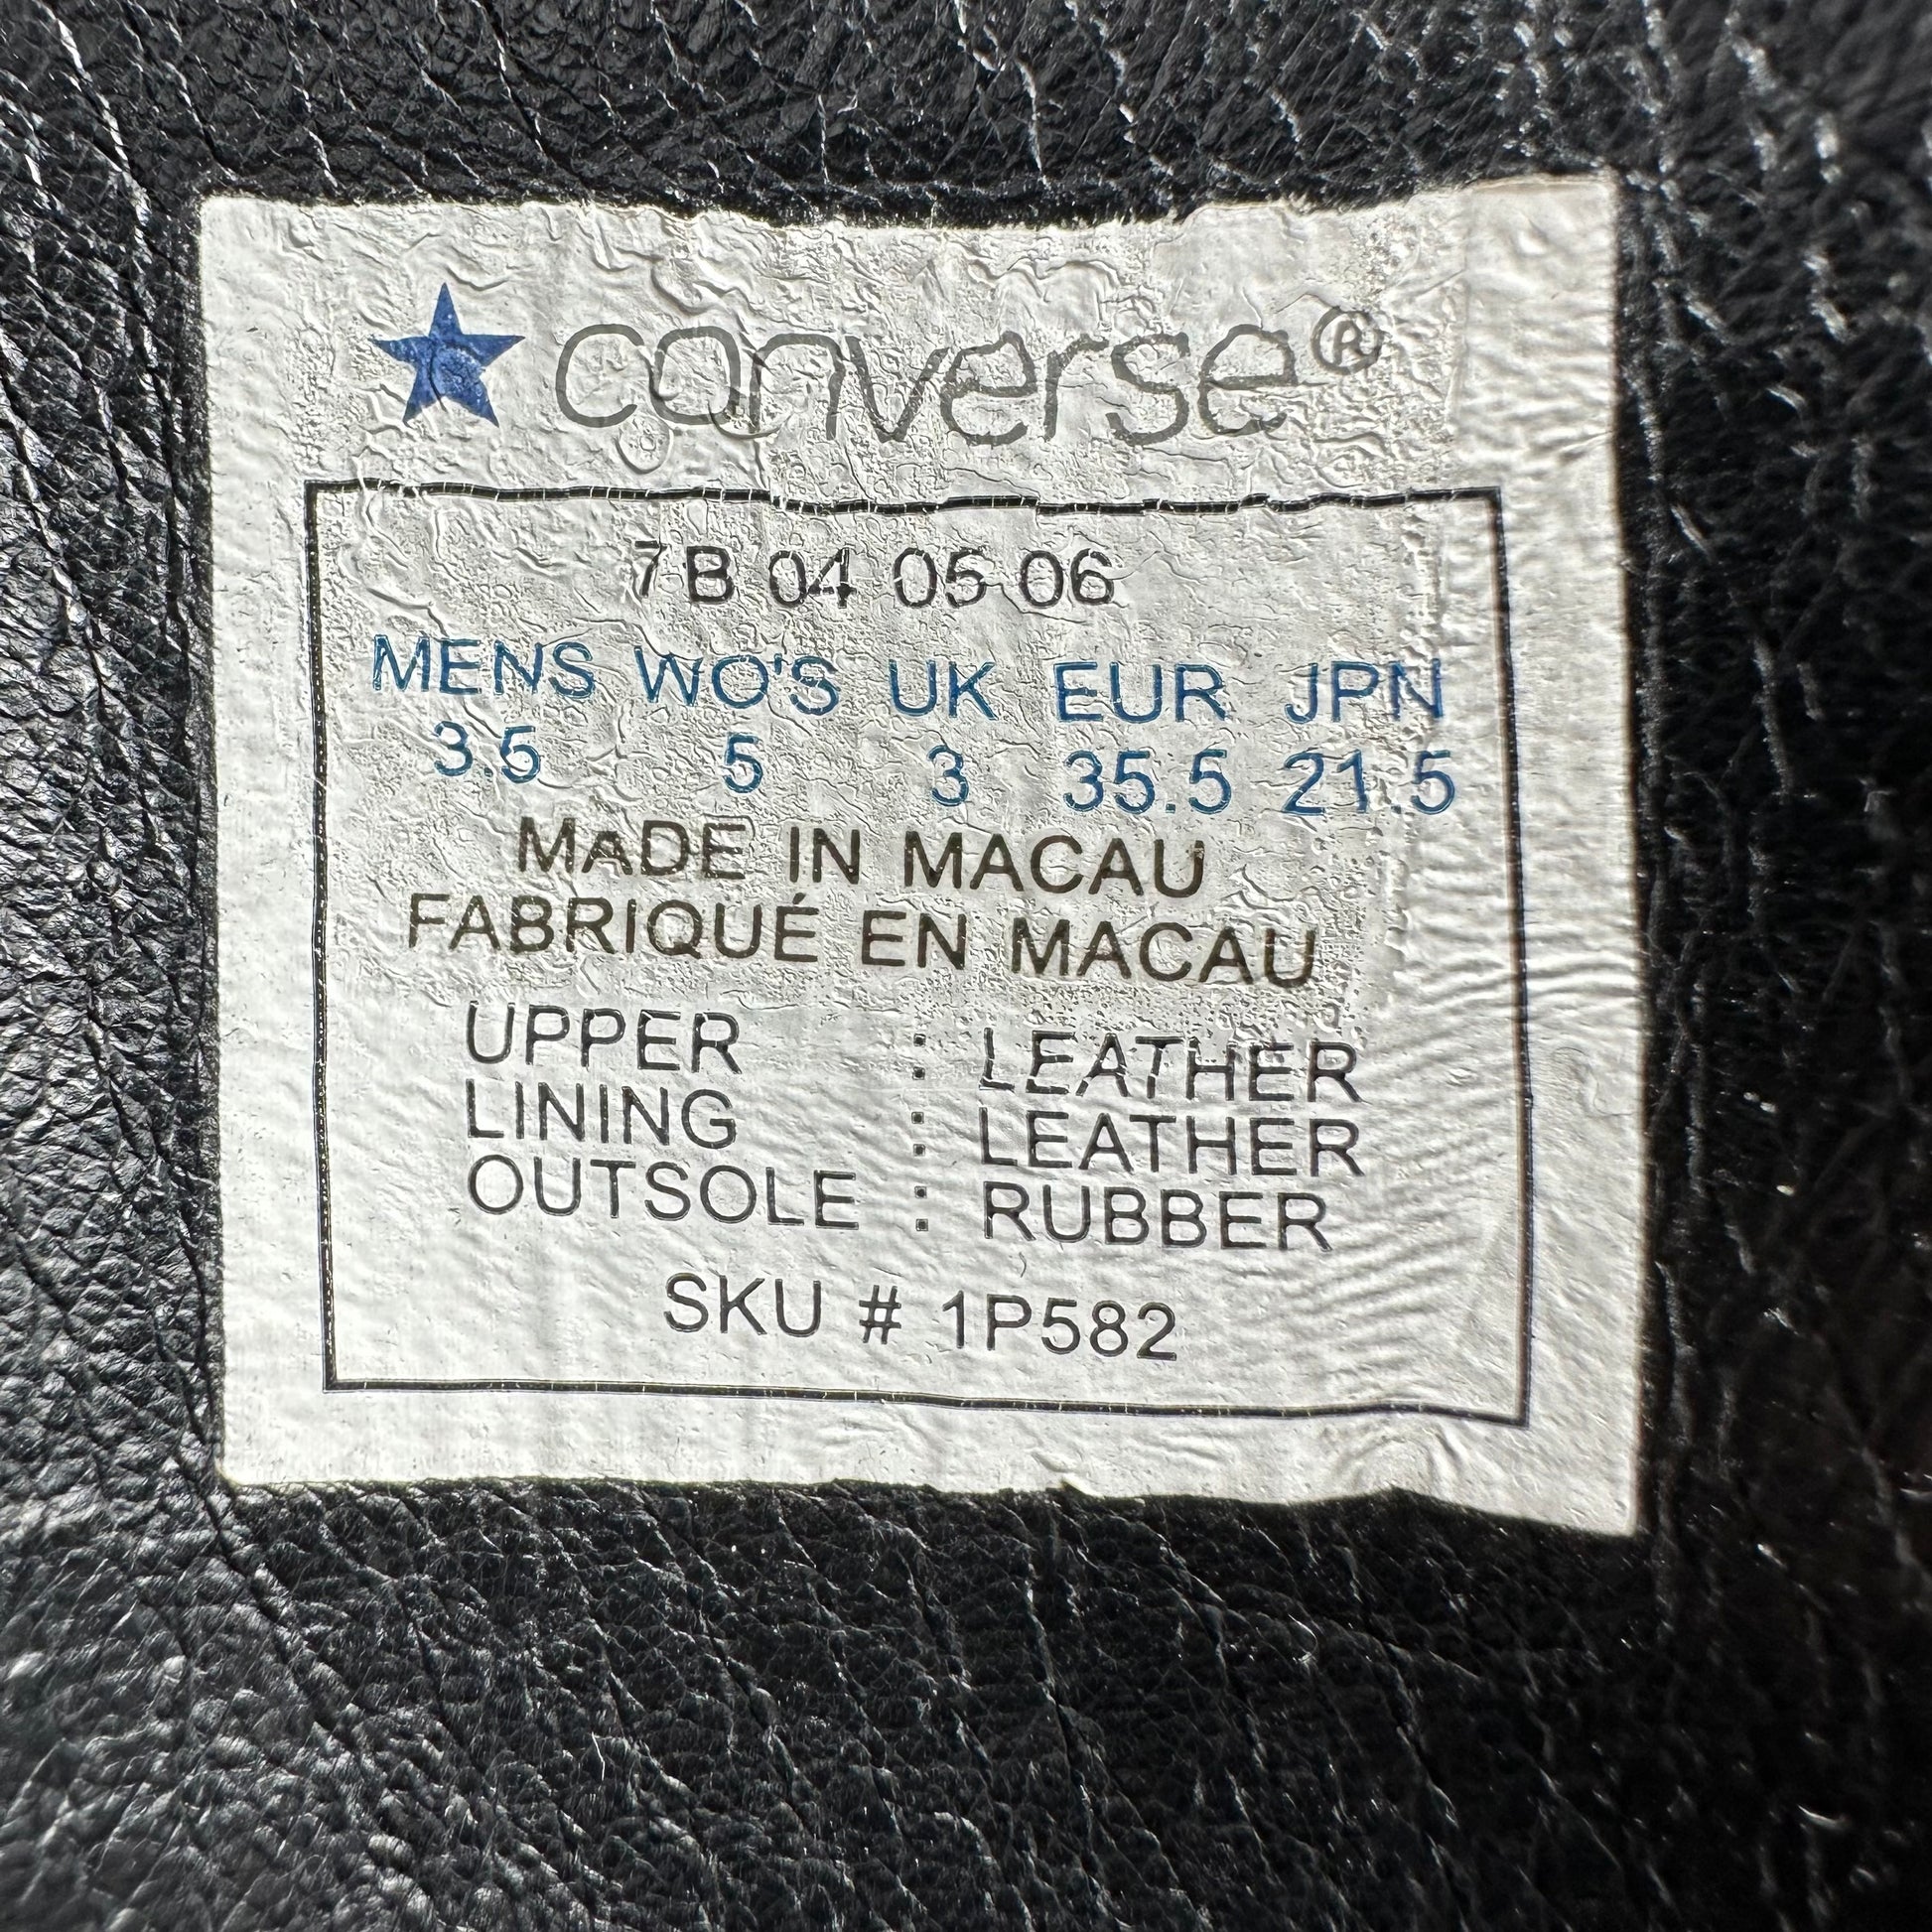 converse®
7B 04 05 06
MENS WO'S UK EUR JPN
3.5 5 3 35.5 21.5
MADE IN MACAU
FABRIQUÉ EN MACAU
UPPER : LEATHER
LINING : LEATHER
OUTSOLE : RUBBER
SKU # 1P582